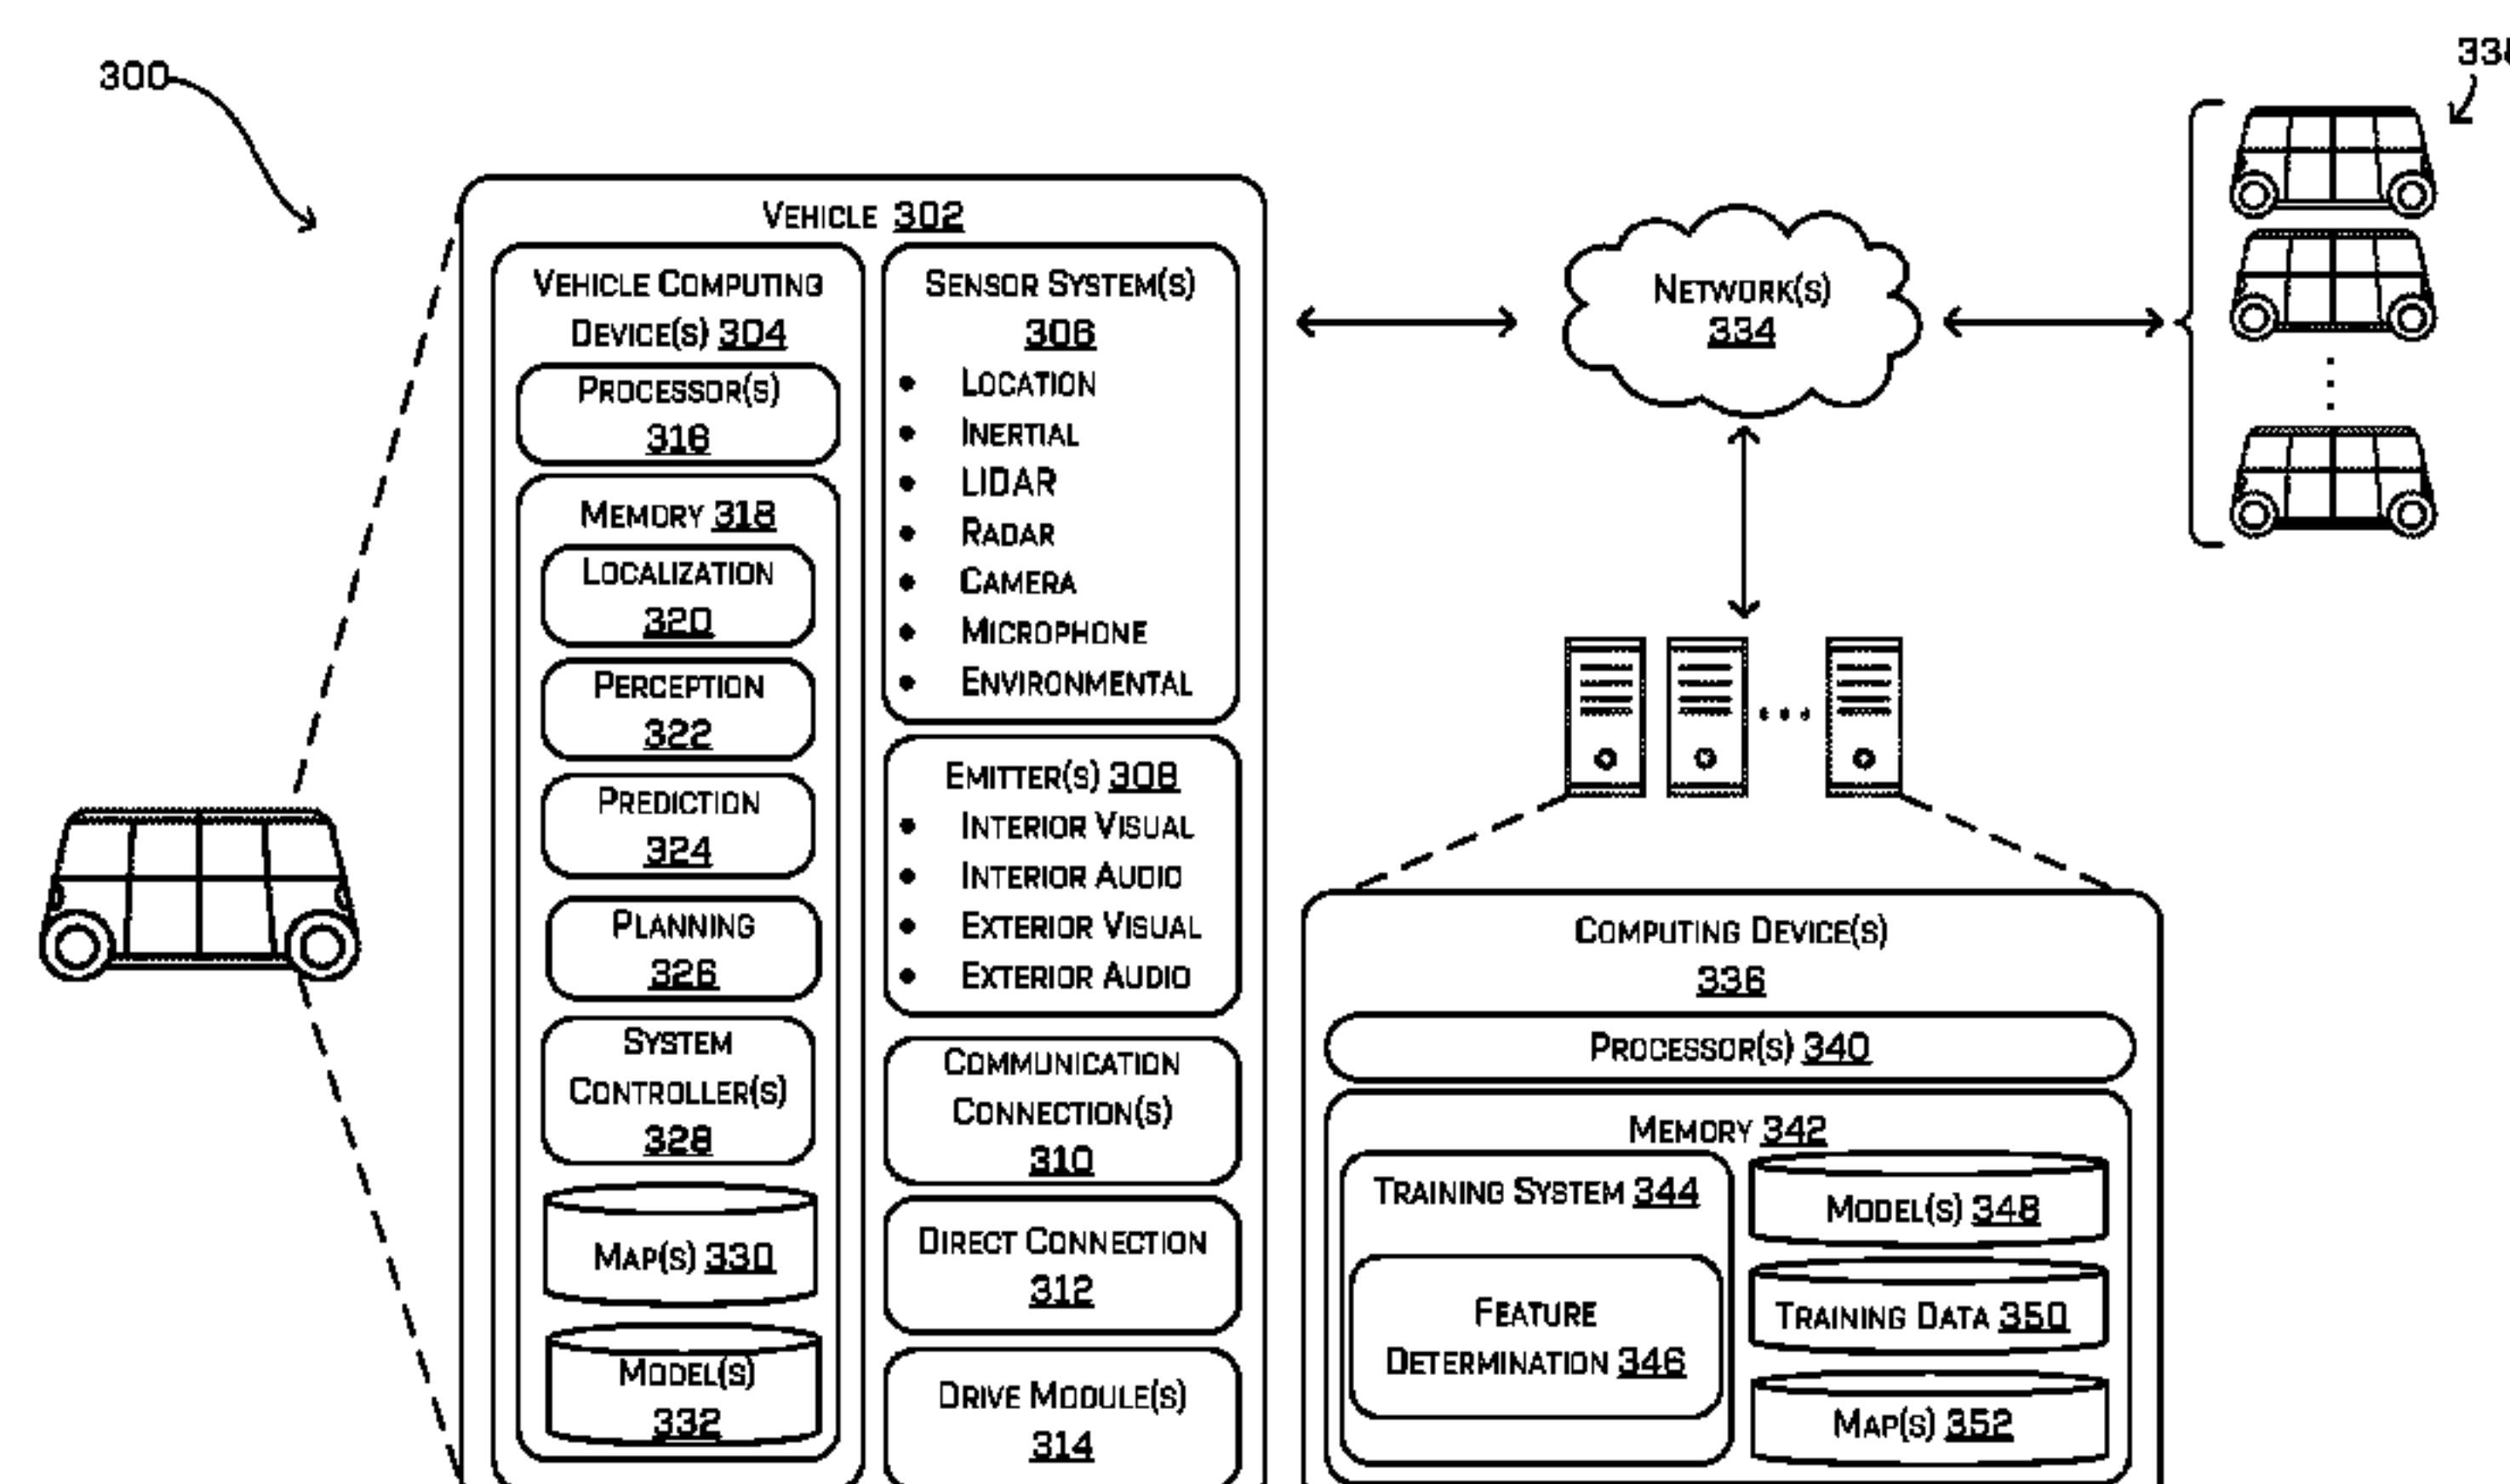 300
VEHICLE 302
VEHICLE COMPUTING
DEVICE(S) 304
PROCESSOR(S)
316
MEMORY 318
LOCALIZATION
320
PERCEPTION
322
PREDICTION
324
PLANNING
326
SYSTEM
CONTROLLER(S)
328
MAP(S) 330
MODEL(S)
332
SENSOR SYSTEM(S)
306
• LOCATION
• INERTIAL
• LIDAR
• RADAR
• CAMERA
• MICROPHONE
• ENVIRONMENTAL
EMITTER(S) 308
• INTERIOR VISUAL
• INTERIOR AUDIO
• EXTERIOR VISUAL
• EXTERIOR AUDIO
COMMUNICATION
CONNECTION(S)
310
DIRECT CONNECTION
312
DRIVE MODULE(S)
314
NETWORK(S)
334
COMPUTING DEVICE(S)
336
PROCESSOR(S) 340
MEMORY 342
TRAINING SYSTEM 344
FEATURE
DETERMINATION 346
MODEL(S) 348
TRAINING DATA 350
MAP(S) 352